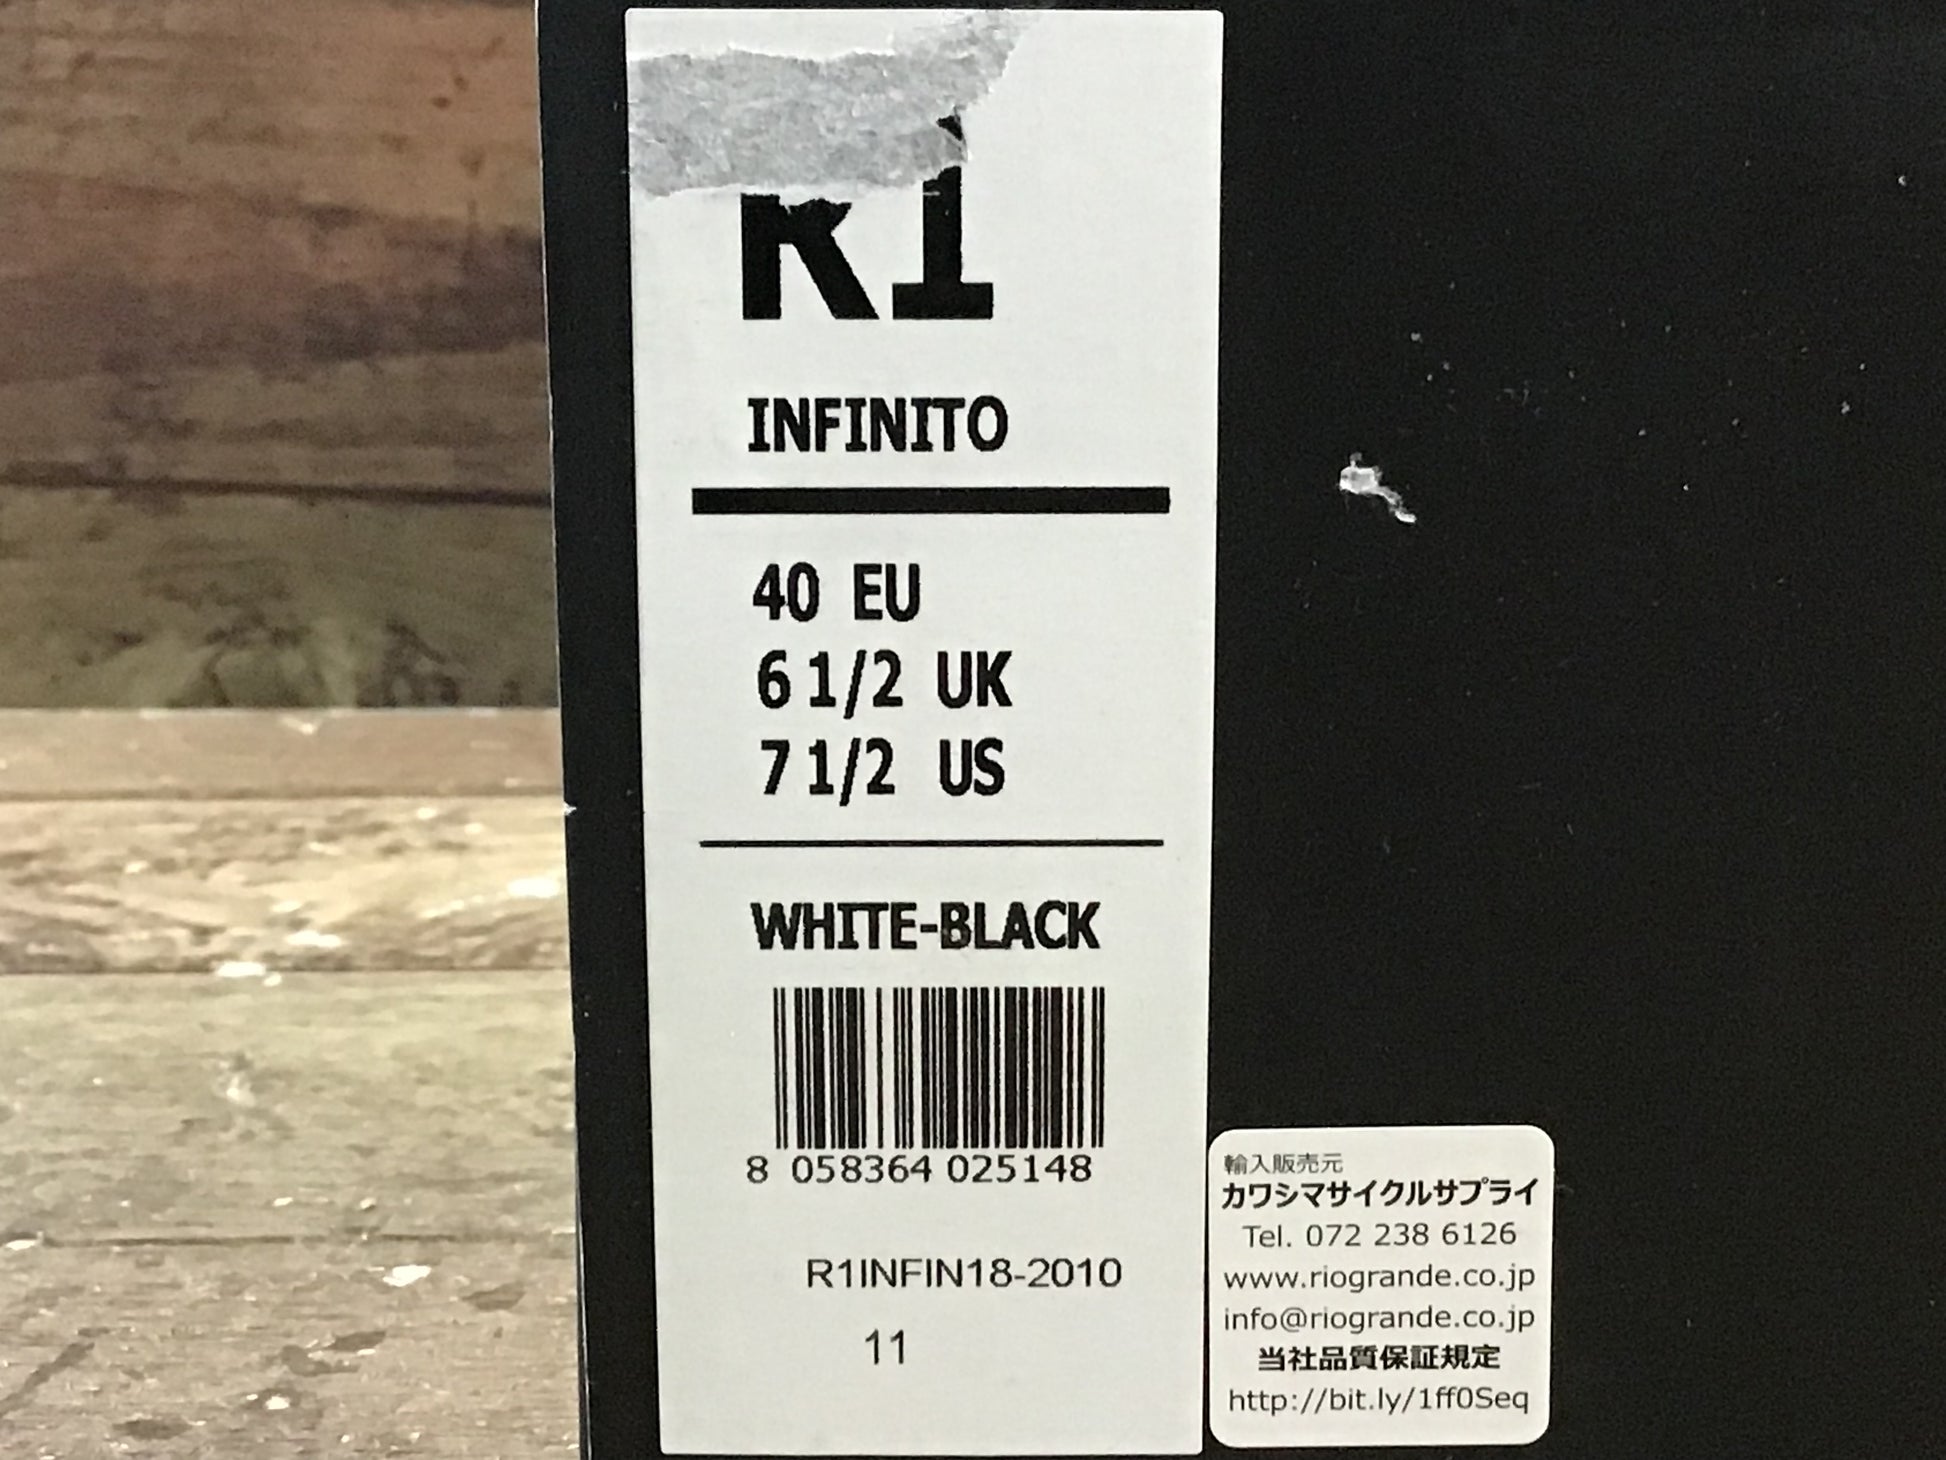 R1
INFINITO
40 EU
6 1/2 UK
7 1/2 US
WHITE-BLACK
8 058364 025148
R1INFIN18-2010
11
輸入販売元
カワシマサイクルサプライ
Tel. 072 238 6126
www.riogrande.co.jp
info@riogrande.co.jp
当社品質保証規定
http://bit.ly/1ff0Seq